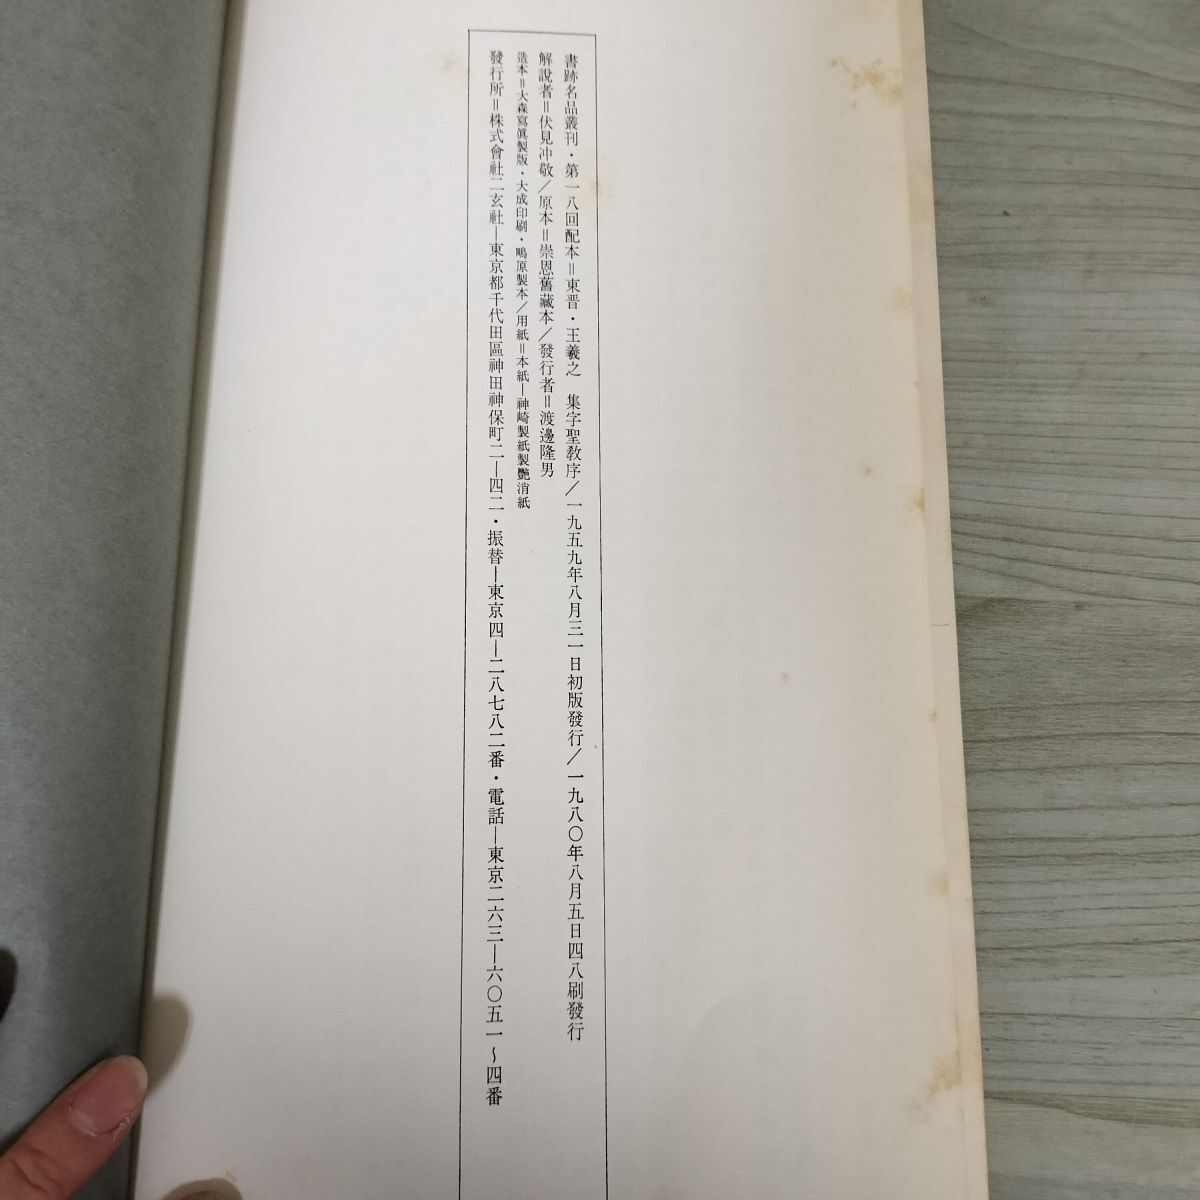 書跡名品叢刊・第一八回配本＝東晋・王羲之　集字聖教序／一九五九年八月三一日初版發行／一九八〇年八月五日四八刷發行
解說者＝伏見冲敬／原本＝崇恩舊藏本／發行者＝渡邊隆男
造本＝大森寫眞製版・大成印刷・鴫原製本／用紙＝本紙―神崎製紙製艷消紙
發行所＝株式會社二玄社―東京都千代田區神田神保町二―四二・振替―東京四―二八七八二番・電話―東京二六三―六〇五一～四番